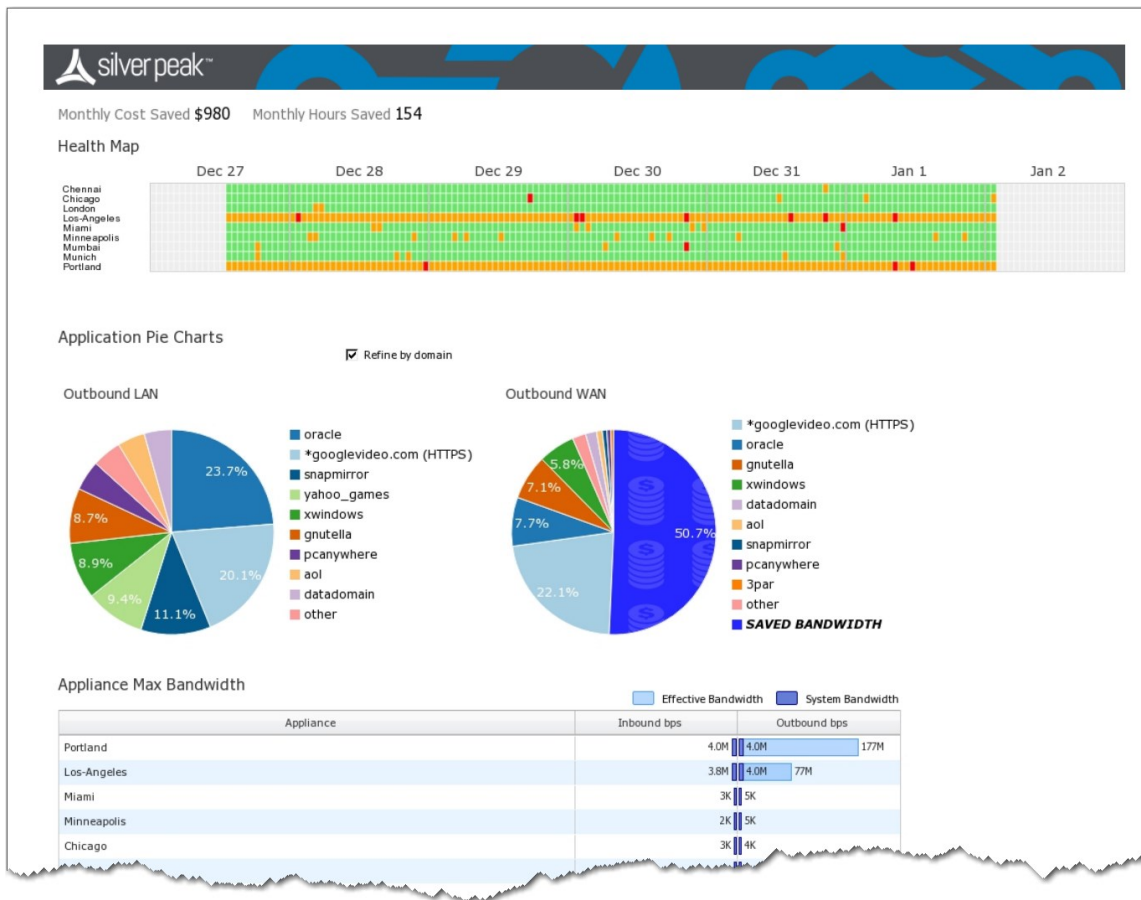 silver peak™
Monthly Cost Saved $980 Monthly Hours Saved 154
Health Map
Dec 27 Dec 28 Dec 29 Dec 30 Dec 31 Jan 1 Jan 2
Chennai
Chicago
London
Los-Angeles
Miami
Minneapolis
Mumbai
Munich
Portland
Application Pie Charts
Refine by domain
Outbound LAN
23.7%
20.1%
11.1%
9.4%
8.9%
8.7%
oracle
*googlevideo.com (HTTPS)
snapmirror
yahoo_games
xwindows
gnutella
pcanywhere
aol
datadomain
other
Outbound WAN
5.8%
7.1%
7.7%
22.1%
50.7%
*googlevideo.com (HTTPS)
oracle
gnutella
xwindows
datadomain
aol
snapmirror
pcanywhere
3par
other
SAVED BANDWIDTH
Appliance Max Bandwidth
Effective Bandwidth System Bandwidth
Appliance Inbound bps Outbound bps
Portland 4.0M 4.0M 177M
Los-Angeles 3.8M 4.0M 77M
Miami 3K 5K
Minneapolis 2K 5K
Chicago 3K 4K